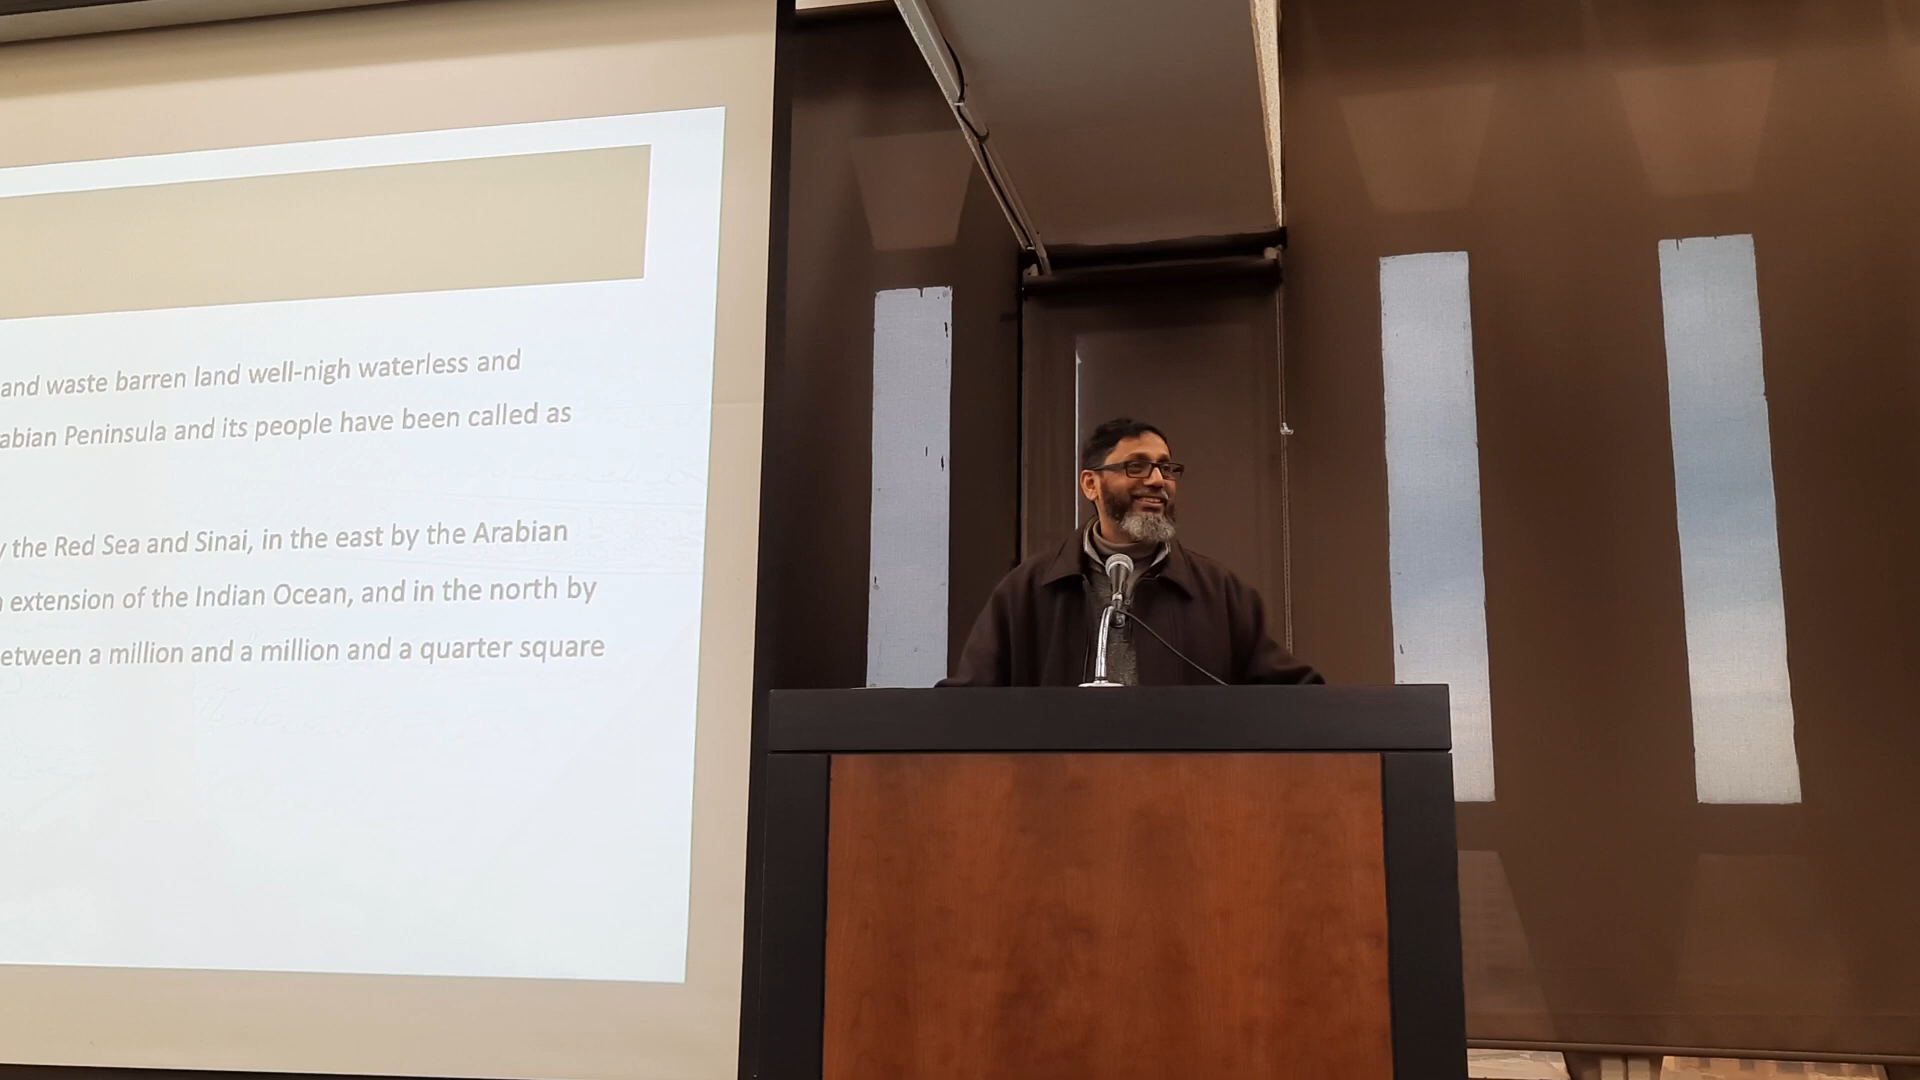 and waste barren land well-nigh waterless and
abian Peninsula and its people have been called as
the Red Sea and Sinai, in the east by the Arabian
extension of the Indian Ocean, and in the north by
etween a million and a million and a quarter square